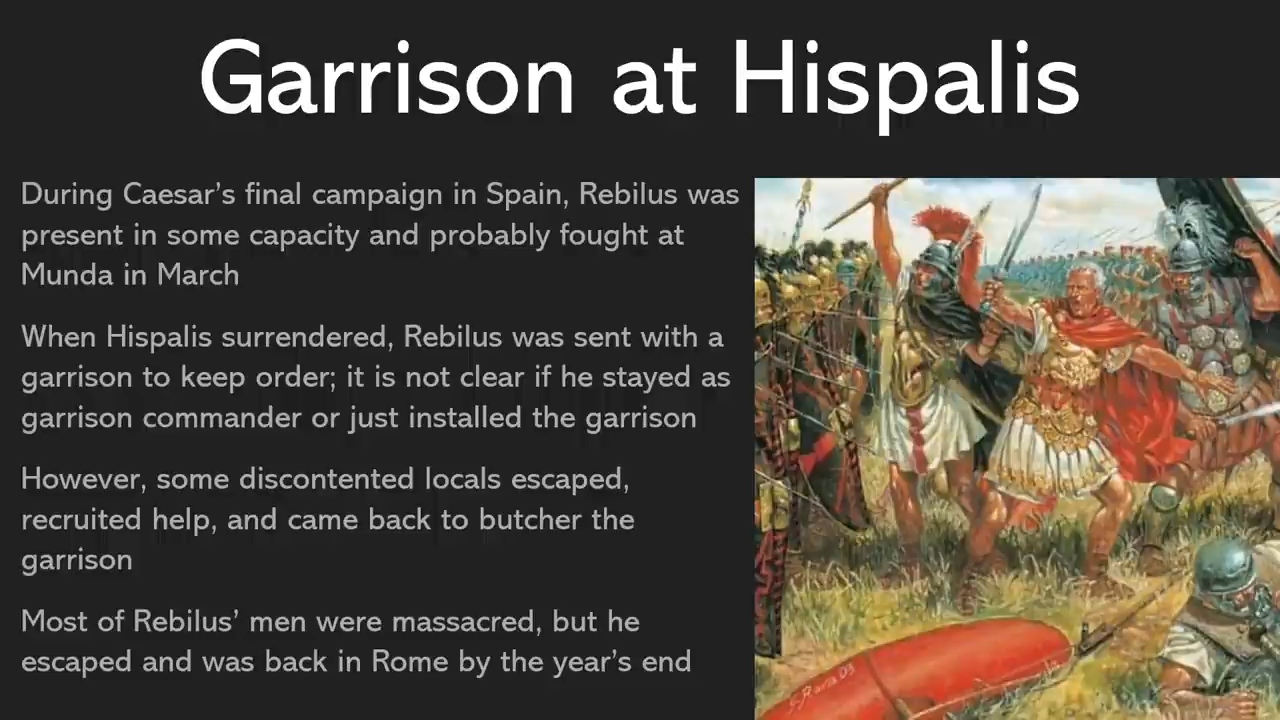 Garrison at Hispalis
During Caesar’s final campaign in Spain, Rebilus was
present in some capacity and probably fought at
Munda in March
When Hispalis surrendered, Rebilus was sent with a
garrison to keep order; it is not clear if he stayed as
garrison commander or just installed the garrison
However, some discontented locals escaped,
recruited help, and came back to butcher the
garrison
Most of Rebilus’ men were massacred, but he
escaped and was back in Rome by the year’s end